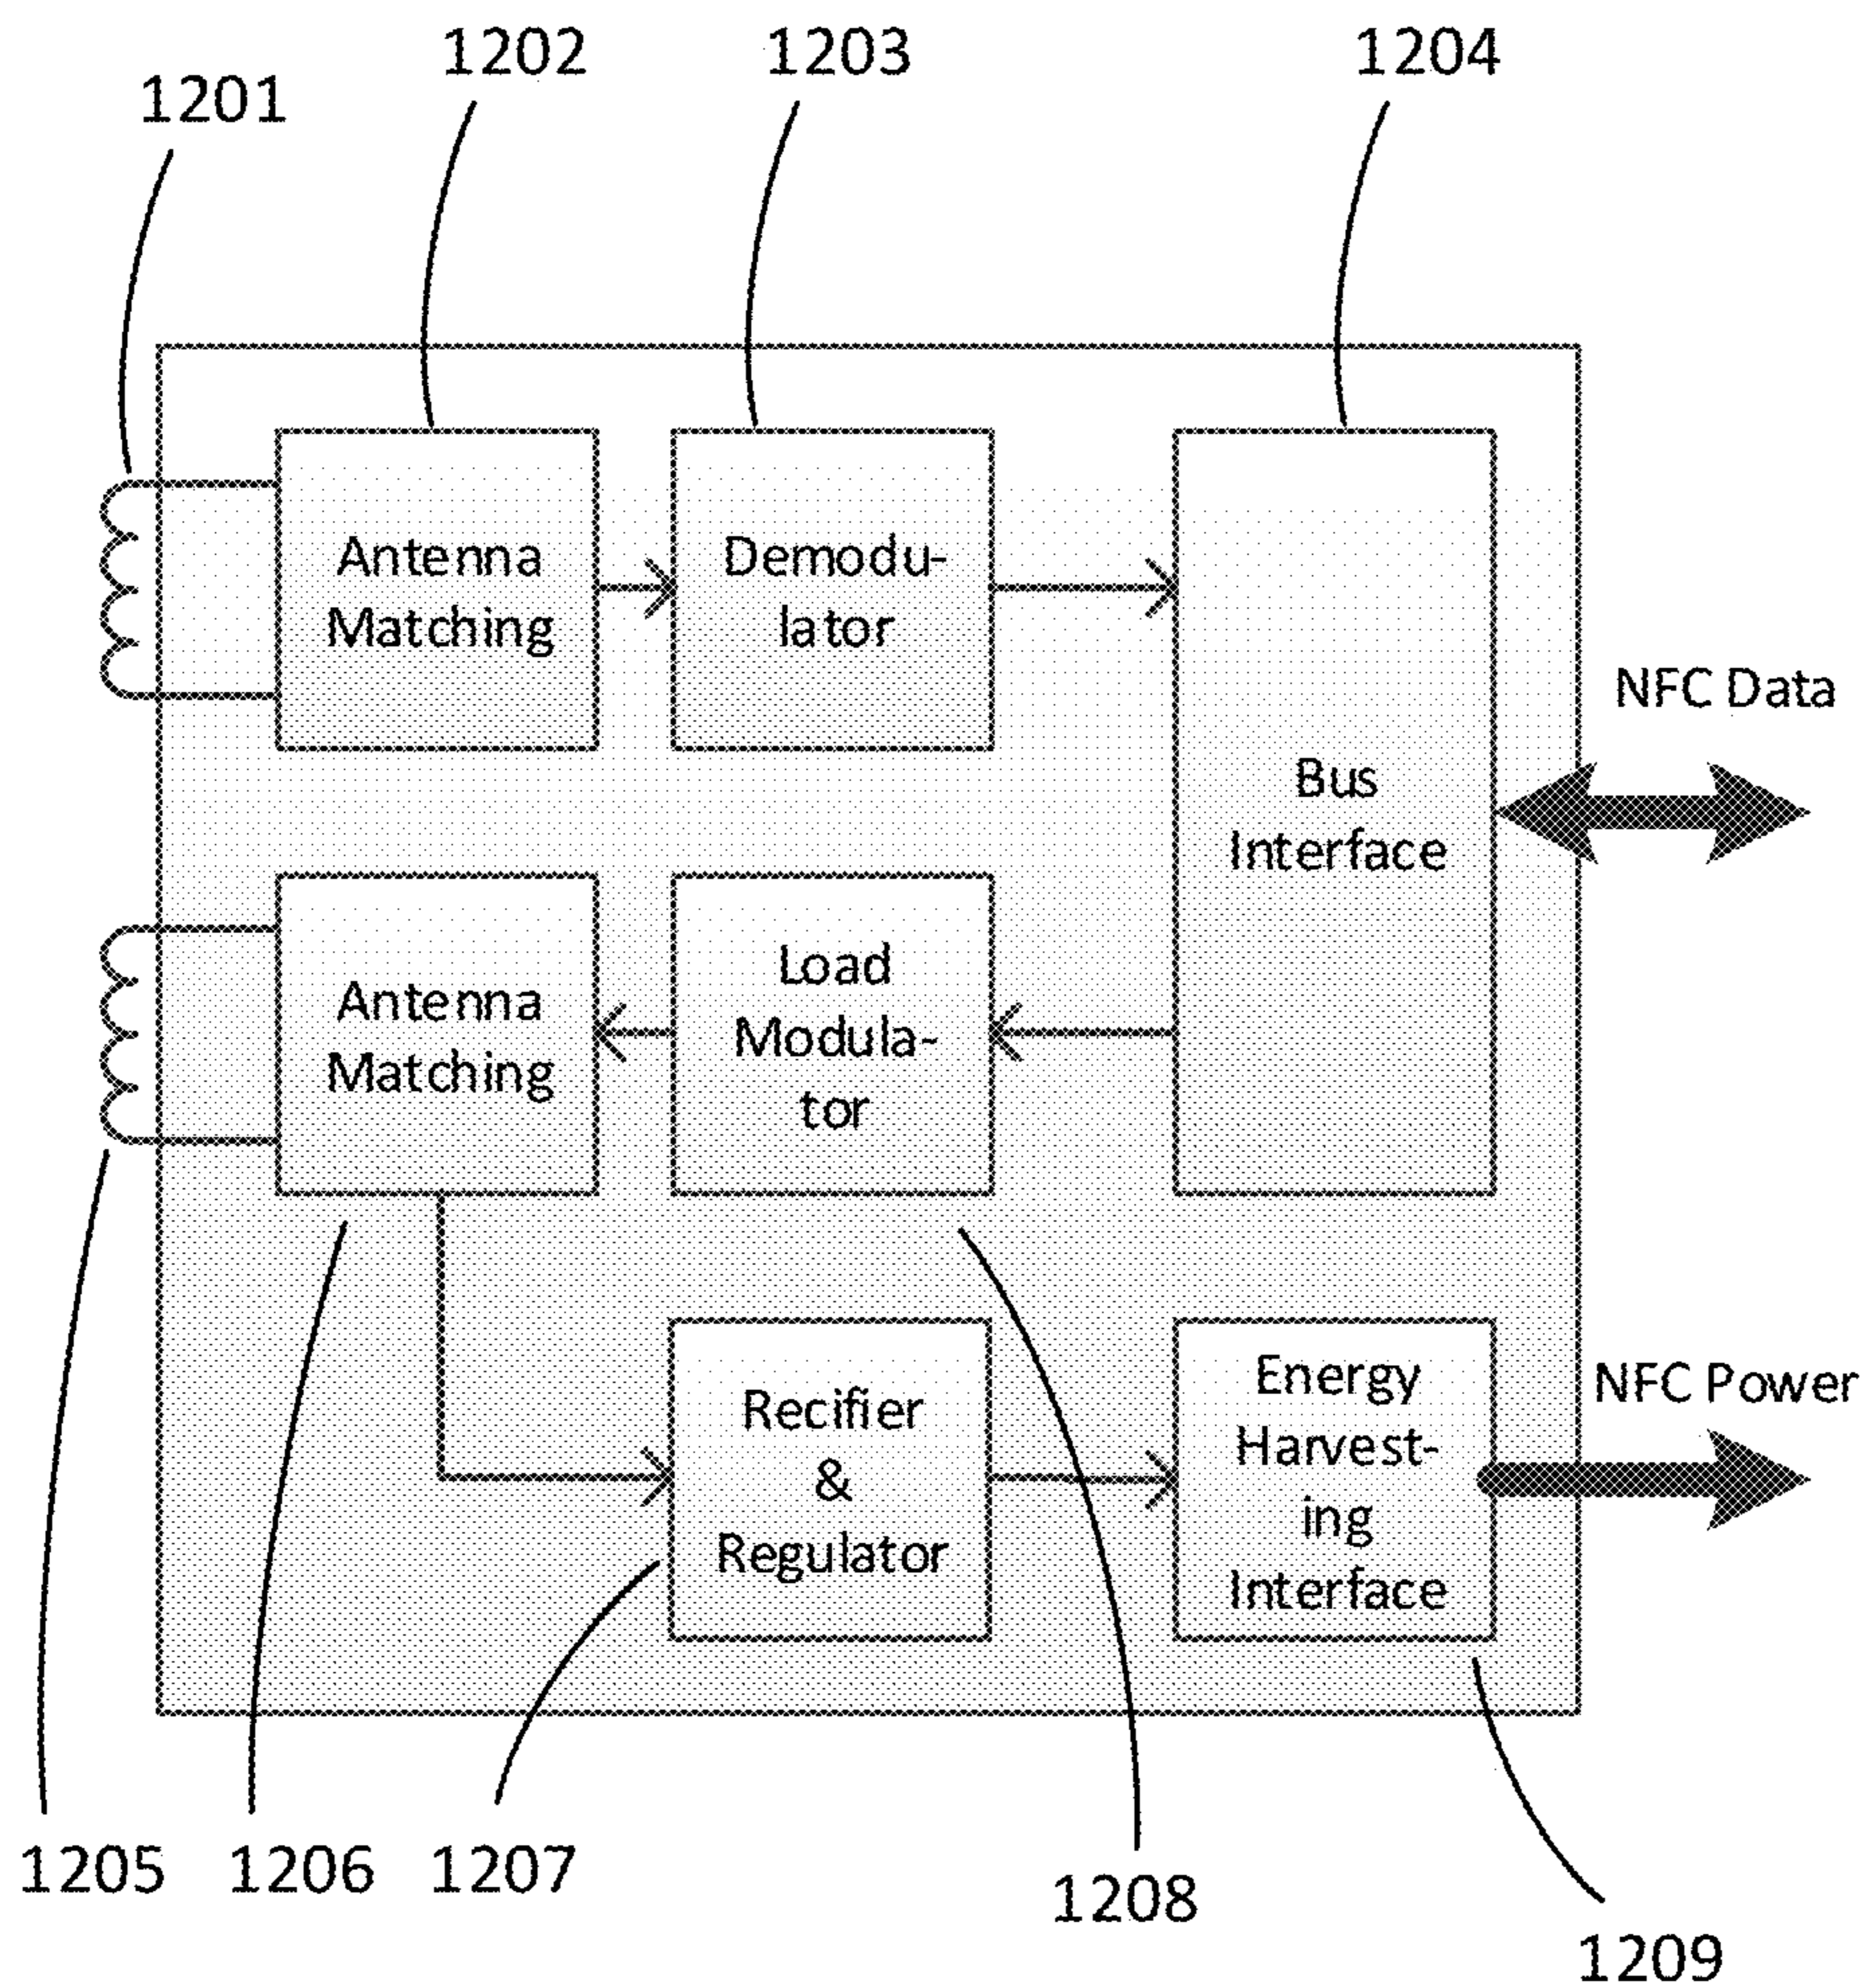 1202
1203
1204
1201
Antenna
Matching
Demodu-
lator
NFC Data
Bus
Interface
Antenna
Matching
Load
Modula-
tor
Recifier
&
Regulator
Energy
Harvest-
ing
Interface
NFC Power
1205
1206
1207
1208
1209